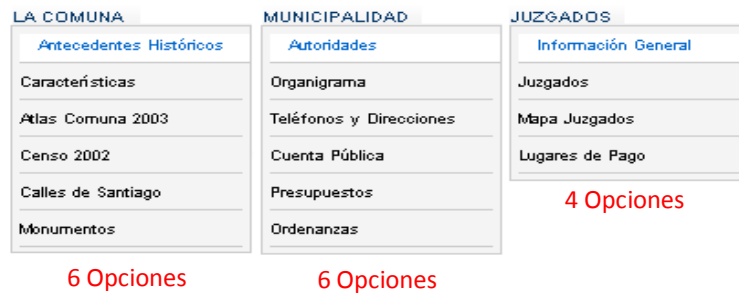 LA COMUNA
Antecedentes Históricos
Características
Atlas Comuna 2003
Censo 2002
Calles de Santiago
Monumentos
6 Opciones
MUNICIPALIDAD
Autoridades
Organigrama
Teléfonos y Direcciones
Cuenta Pública
Presupuestos
Ordenanzas
6 Opciones
JUZGADOS
Información General
Juzgados
Mapa Juzgados
Lugares de Pago
4 Opciones